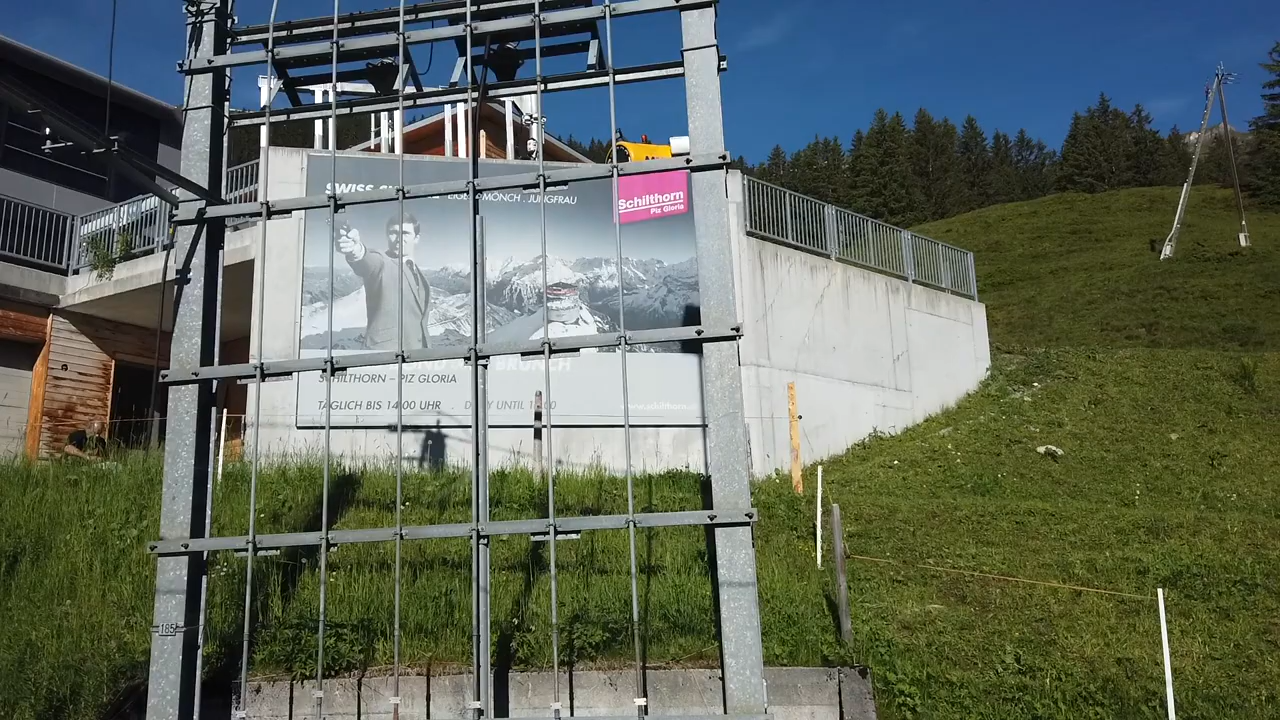 SWISS
EIGER . MÖNCH . JUNGFRAU
Schilthorn
Piz Gloria
BRUNCH
SCHILTHORN – PIZ GLORIA
TÄGLICH BIS 14:00 UHR . DAILY UNTIL
www.schilthorn.ch
185